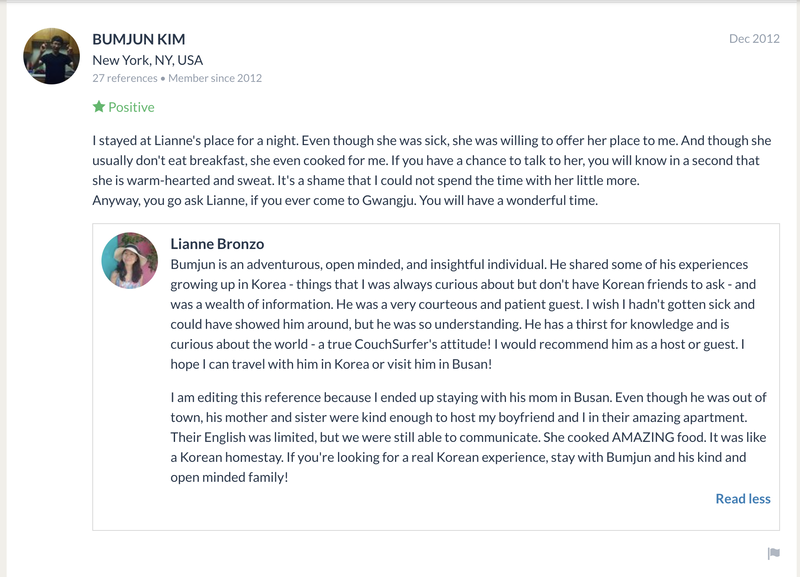 BUMJUN KIM
Dec 2012
New York, NY, USA
27 references • Member since 2012
Positive
I stayed at Lianne's place for a night. Even though she was sick, she was willing to offer her place to me. And though she
usually don't eat breakfast, she even cooked for me. If you have a chance to talk to her, you will know in a second that
she is warm-hearted and sweat. It's a shame that I could not spend the time with her little more.
Anyway, you go ask Lianne, if you ever come to Gwangju. You will have a wonderful time.
Lianne Bronzo
Bumjun is an adventurous, open minded, and insightful individual. He shared some of his experiences
growing up in Korea - things that I was always curious about but don't have Korean friends to ask - and
was a wealth of information. He was a very courteous and patient guest. I wish I hadn't gotten sick and
could have showed him around, but he was so understanding. He has a thirst for knowledge and is
curious about the world - a true CouchSurfer's attitude! I would recommend him as a host or guest. I
hope I can travel with him in Korea or visit him in Busan!
I am editing this reference because I ended up staying with his mom in Busan. Even though he was out of
town, his mother and sister were kind enough to host my boyfriend and I in their amazing apartment.
Their English was limited, but we were still able to communicate. She cooked AMAZING food. It was like
a Korean homestay. If you're looking for a real Korean experience, stay with Bumjun and his kind and
open minded family!
Read less